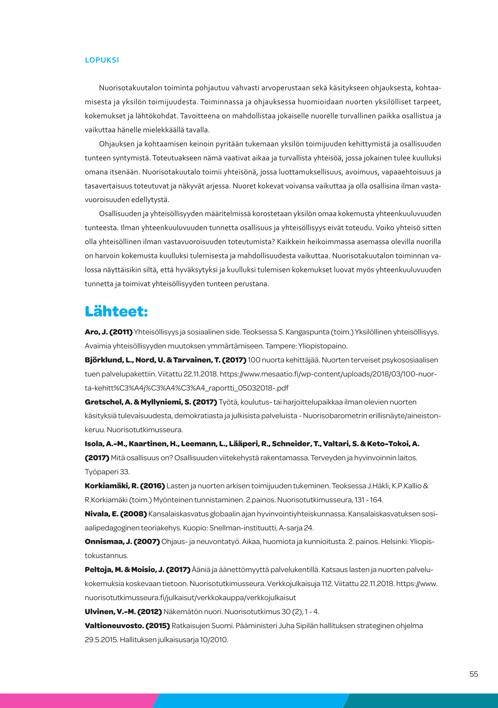 LOPUKSI
Nuorisotakuutalon toiminta pohjautuu vahvasti arvoperustaan sekä käsitykseen ohjauksesta, kohtaa-
misesta ja yksilön toimijuudesta. Toiminnassa ja ohjauksessa huomioidaan nuorten yksilölliset tarpeet,
kokemukset ja lähtökohdat. Tavoitteena on mahdollistaa jokaiselle nuorelle turvallinen paikka osallistua ja
vaikuttaa hänelle mielekkäällä tavalla.
Ohjauksen ja kohtaamisen keinoin pyritään tukemaan yksilön toimijuuden kehittymistä ja osallisuuden
tunteen syntymistä. Toteutuakseen nämä vaativat aikaa ja turvallista yhteisöä, jossa jokainen tulee kuulluksi
omana itsenään. Nuorisotakuutalo toimii yhteisönä, jossa luottamuksellisuus, avoimuus, vapaaehtoisuus ja
tasavertaisuus toteutuvat ja näkyvät arjessa. Nuoret kokevat voivansa vaikuttaa ja olla osallisina ilman vasta-
vuoroisuuden edellytystä.
Osallisuuden ja yhteisöllisyyden määritelmissä korostetaan yksilön omaa kokemusta yhteenkuuluvuuden
tunteesta. Ilman yhteenkuuluvuuden tunnetta osallisuus ja yhteisöllisyys eivät toteudu. Voiko yhteisö sitten
olla yhteisöllinen ilman vastavuoroisuuden toteutumista? Kaikkein heikoimmassa asemassa olevilla nuorilla
on harvoin kokemusta kuulluksi tulemisesta ja mahdollisuudesta vaikuttaa. Nuorisotakuutalon toiminnan va-
lossa näyttäisikin siltä, että hyväksytyksi ja kuulluksi tulemisen kokemukset luovat myös yhteenkuuluvuuden
tunnetta ja toimivat yhteisöllisyyden tunteen perustana.
Lähteet:
Aro, J. (2011) Yhteisöllisyys ja sosiaalinen side. Teoksessa S. Kangaspunta (toim.) Yksilöllinen yhteisöllisyys.
Avaimia yhteisöllisyyden muutoksen ymmärtämiseen. Tampere: Yliopistopaino.
Björklund, L., Nord, U. & Tarvainen, T. (2017) 100 nuorta kehittäjää. Nuorten terveiset psykososiaalisen
tuen palvelupakettiin. Viitattu 22.11.2018. https://www.mesaatio.fi/wp-content/uploads/2018/03/100-nuor-
ta-kehitt%C3%A4j%C3%A4%C3%A4_raportti_05032018-.pdf
Gretschel, A. & Myllyniemi, S. (2017) Työtä, koulutus- tai harjoittelupaikkaa ilman olevien nuorten
käsityksiä tulevaisuudesta, demokratiasta ja julkisista palveluista - Nuorisobarometrin erillisnäyte/aineiston-
keruu. Nuorisotutkimusseura.
Isola, A.-M., Kaartinen, H., Leemann, L., Lääperi, R., Schneider, T., Valtari, S. & Keto-Tokoi, A.
(2017) Mitä osallisuus on? Osallisuuden viitekehystä rakentamassa. Terveyden ja hyvinvoinnin laitos.
Työpaperi 33.
Korkiamäki, R. (2016) Lasten ja nuorten arkisen toimijuuden tukeminen. Teoksessa J.Häkli, K.P.Kallio &
R.Korkiamäki (toim.) Myönteinen tunnistaminen. 2.painos. Nuorisotutkimusseura, 131 - 164.
Nivala, E. (2008) Kansalaiskasvatus globaalin ajan hyvinvointiyhteiskunnassa. Kansalaiskasvatuksen sosi-
aalipedagoginen teoriakehys. Kuopio: Snellman-instituutti, A-sarja 24.
Onnismaa, J. (2007) Ohjaus- ja neuvontatyö. Aikaa, huomiota ja kunnioitusta. 2. painos. Helsinki: Yliopis-
tokustannus.
Peltoja, M. & Moisio, J. (2017) Ääniä ja äänettömyyttä palvelukentillä. Katsaus lasten ja nuorten palvelu-
kokemuksia koskevaan tietoon. Nuorisotutkimusseura. Verkkojulkaisuja 112. Viitattu 22.11.2018. https://www.
nuorisotutkimusseura.fi/julkaisut/verkkokauppa/verkkojulkaisut
Ulvinen, V.-M. (2012) Näkemätön nuori. Nuorisotutkimus 30 (2), 1 - 4.
Valtioneuvosto. (2015) Ratkaisujen Suomi. Pääministeri Juha Sipilän hallituksen strateginen ohjelma
29.5.2015. Hallituksen julkaisusarja 10/2010.
55